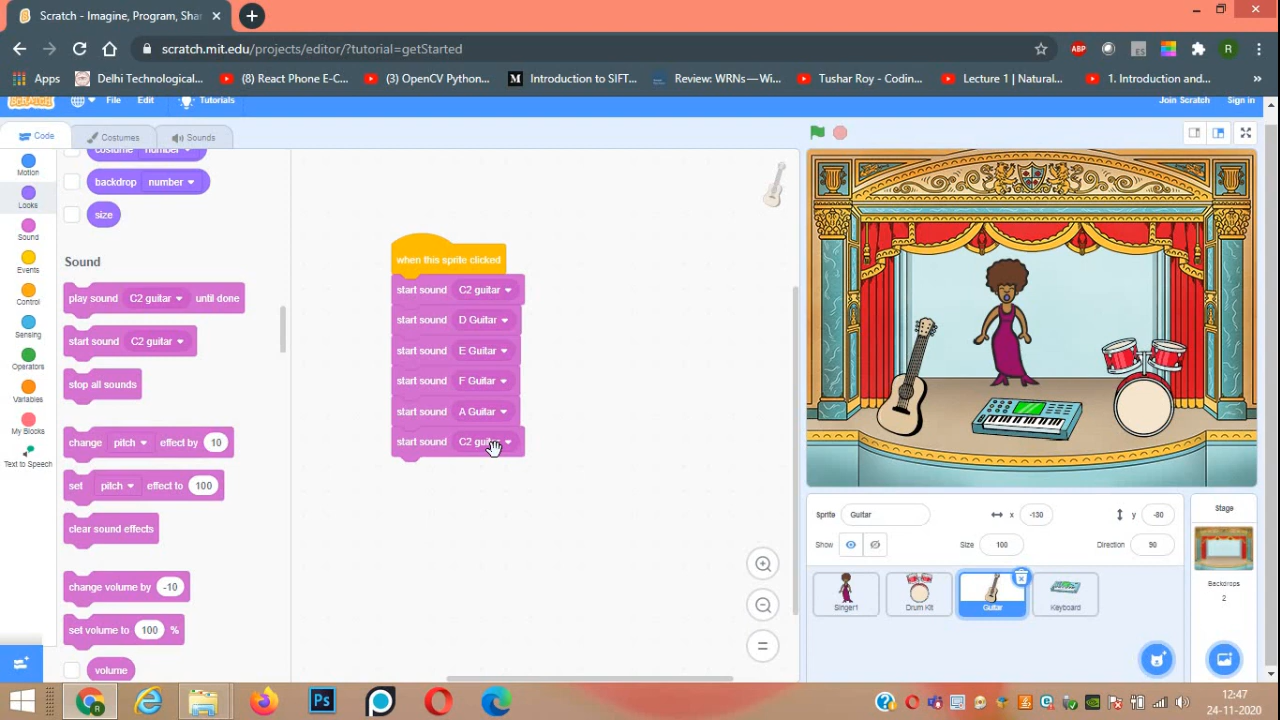 Scratch - Imagine, Program, Sha
scratch.mit.edu/projects/editor/?tutorial=getStarted
ABP
R
Apps
Delhi Technological...
(8) React Phone E-C...
(3) OpenCV Python...
Introduction to SIFT...
Review: WRNs — Wi...
Tushar Roy - Codin...
Lecture 1 | Natural...
1. Introduction and...
»
SCRATCH
File
Edit
Tutorials
Join Scratch
Sign in
Code
Costumes
Sounds
Motion
Looks
Sound
Events
Control
Sensing
Operators
Variables
My Blocks
Text to Speech
costume number
backdrop number
size
Sound
play sound C2 guitar until done
start sound C2 guitar
stop all sounds
change pitch effect by 10
set pitch effect to 100
clear sound effects
change volume by -10
set volume to 100 %
volume
when this sprite clicked
start sound C2 guitar
start sound D Guitar
start sound E Guitar
start sound F Guitar
start sound A Guitar
start sound C2
Sprite Guitar x -130 y -80
Show Size 100 Direction 90
Singer1
Drum Kit
Guitar
Keyboard
Stage
Backdrops
2
Ps
12:47
24-11-2020